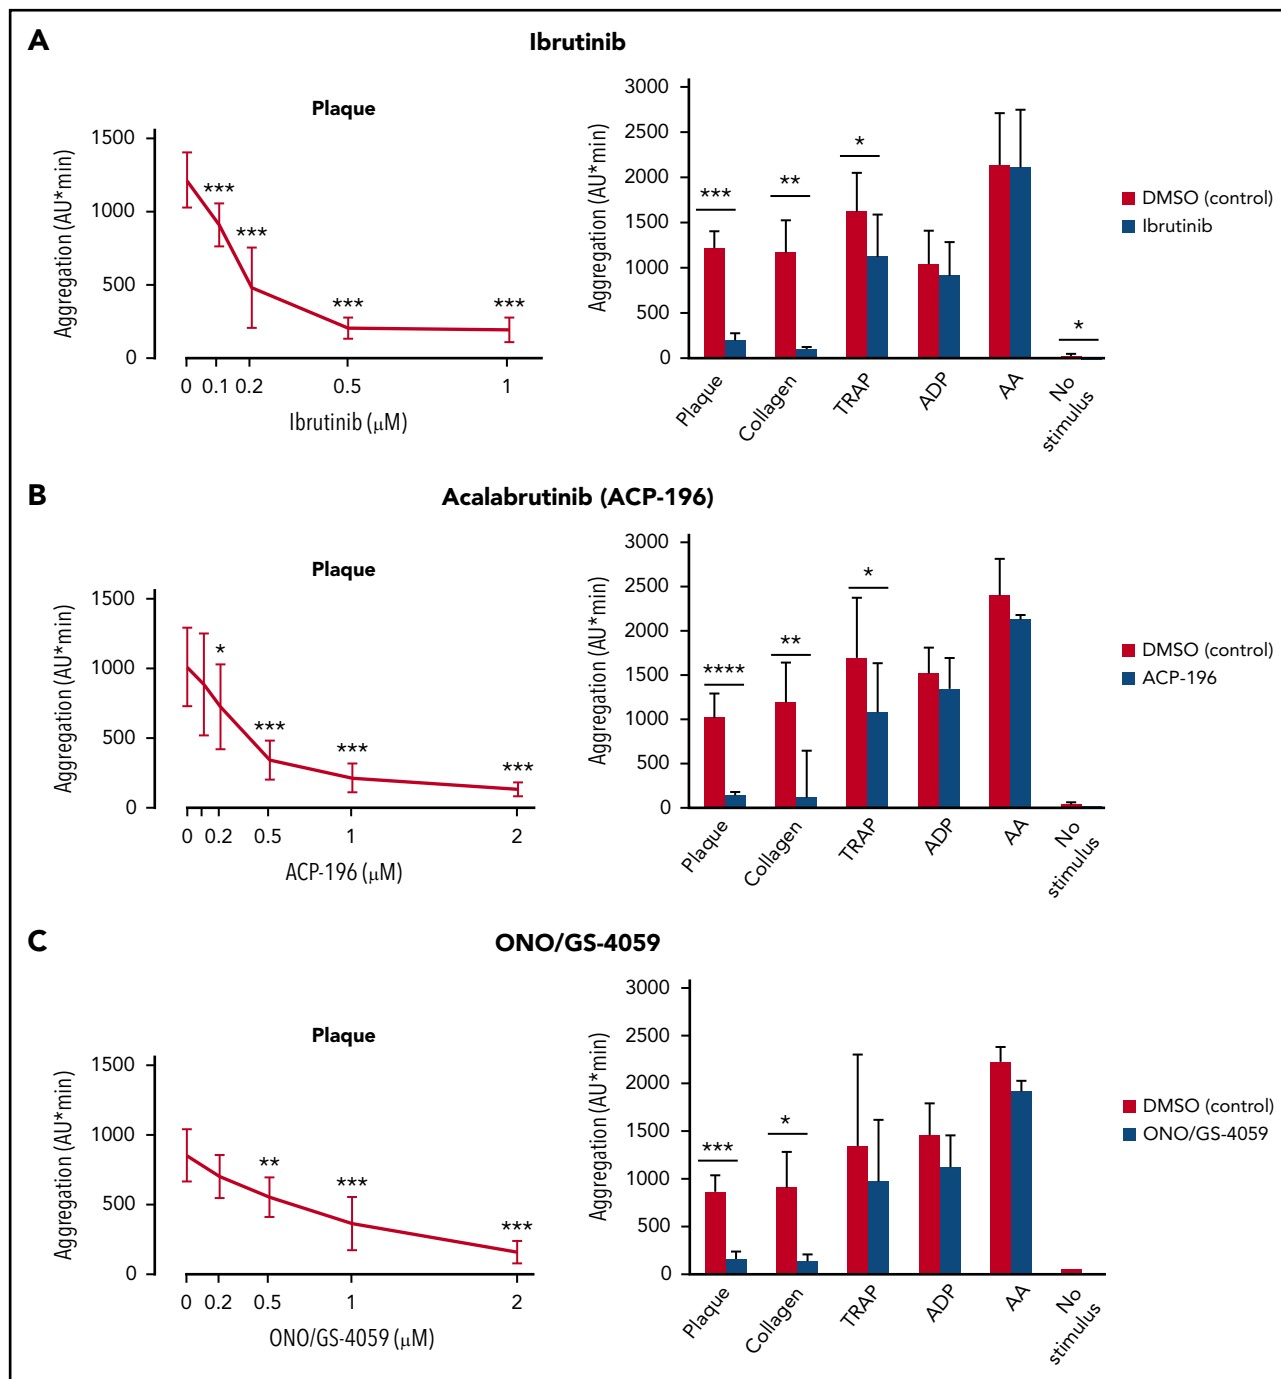 A
Ibrutinib
Plaque
Aggregation (AU*min)
1500
1000
500
0
***
***
***
***
0 0.1 0.2 0.5 1
Ibrutinib (μM)
Aggregation (AU*min)
3000
2500
2000
1500
1000
500
0
*** ** * *
Plaque
Collagen
TRAP
ADP
AA
No
stimulus
DMSO (control)
Ibrutinib
B
Acalabrutinib (ACP-196)
Plaque
Aggregation (AU*min)
1500
1000
500
0
*
***
***
***
0 0.2 0.5 1 2
ACP-196 (μM)
Aggregation (AU*min)
3000
2500
2000
1500
1000
500
0
**** ** *
Plaque
Collagen
TRAP
ADP
AA
No
stimulus
DMSO (control)
ACP-196
C
ONO/GS-4059
Plaque
Aggregation (AU*min)
1500
1000
500
0
**
***
***
0 0.2 0.5 1 2
ONO/GS-4059 (μM)
Aggregation (AU*min)
3000
2500
2000
1500
1000
500
0
*** *
Plaque
Collagen
TRAP
ADP
AA
No
stimulus
DMSO (control)
ONO/GS-4059